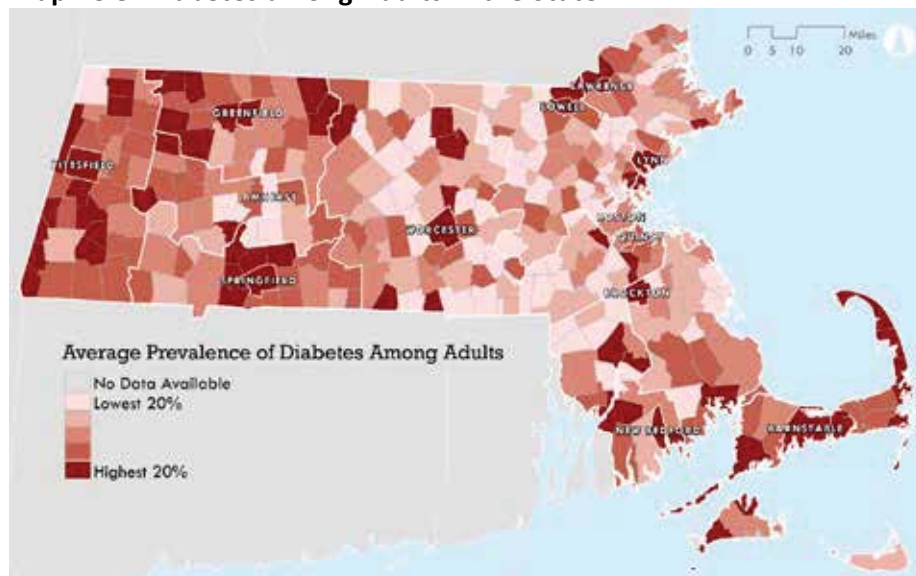 Miles
0 5 10 20
LAWRENCE
LOWELL
GREENFIELD
PITTSFIELD
LYNN
AMHERST
BOSTON
WORCESTER
QUINCY
SPRINGFIELD
BROCKTON
Average Prevalence of Diabetes Among Adults
No Data Available
Lowest 20%
Highest 20%
NEW BEDFORD
BARNSTABLE